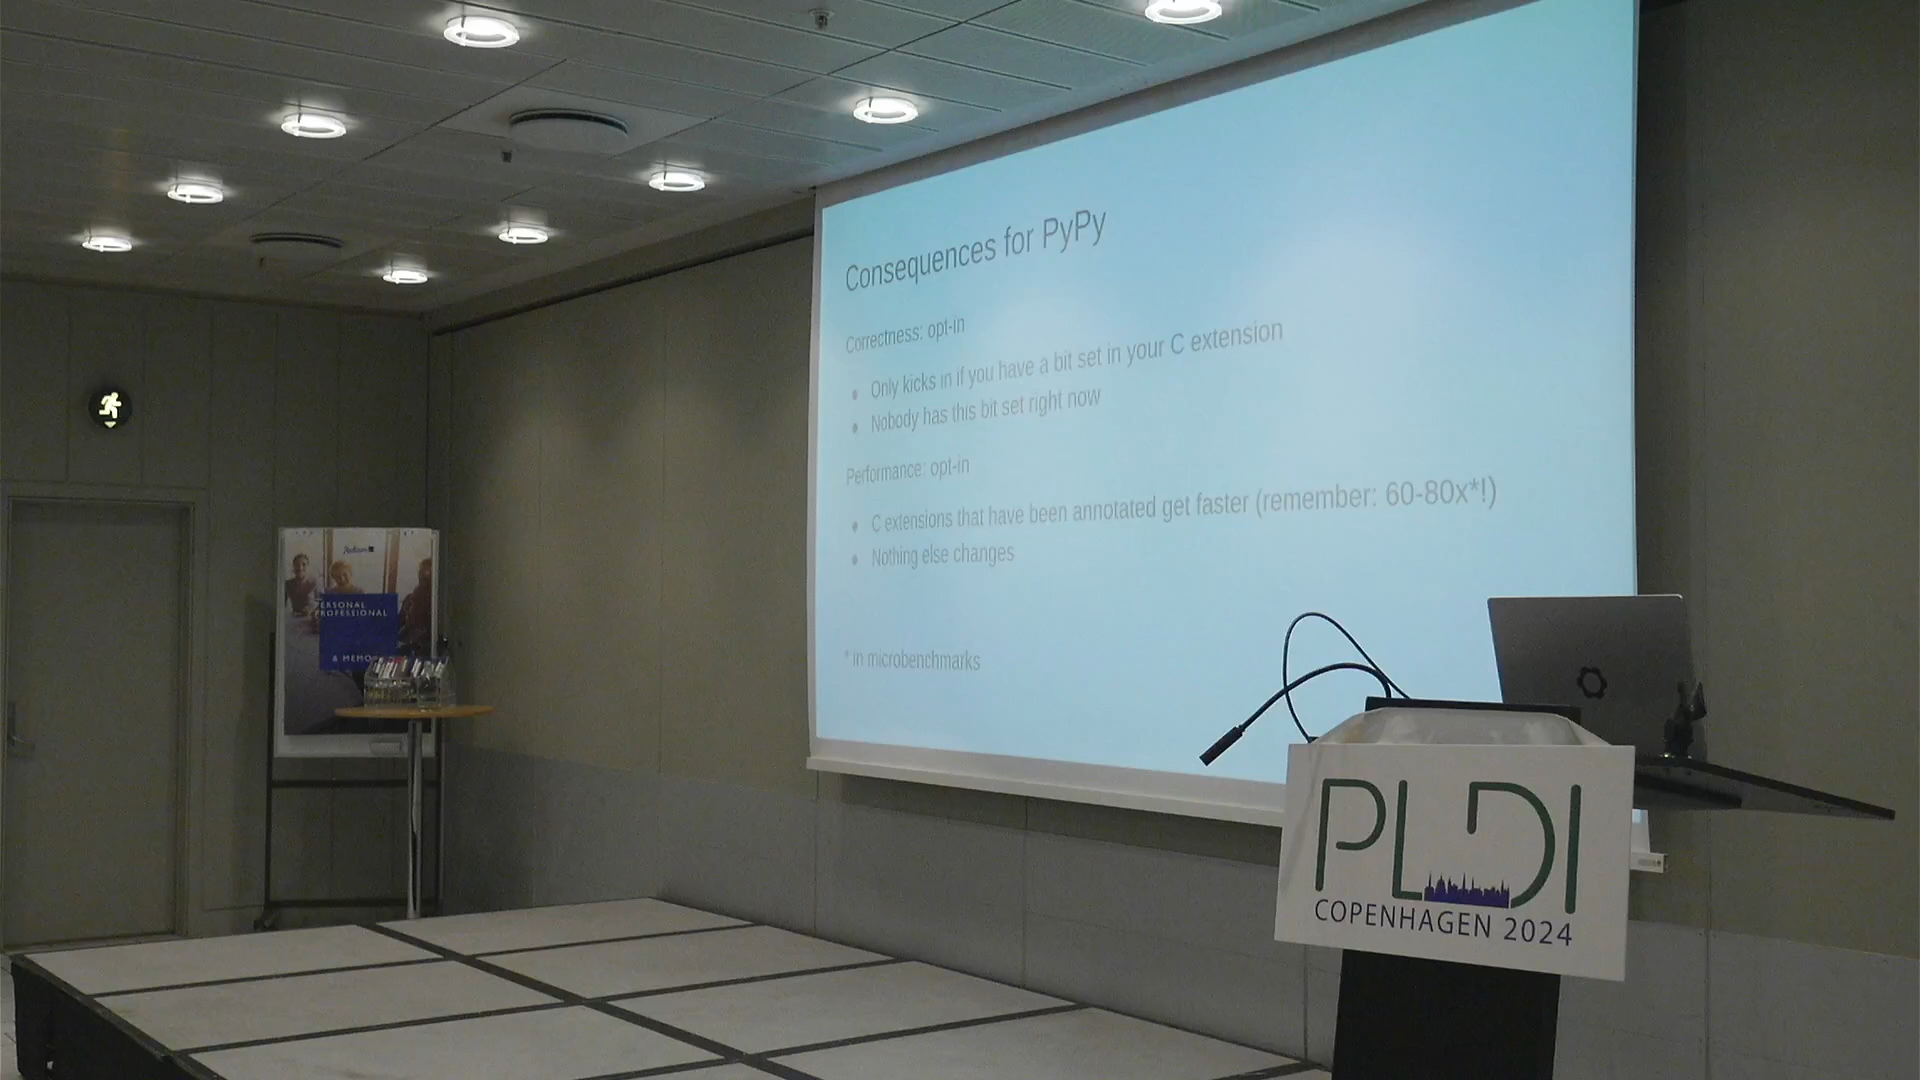 Consequences for PyPy
Correctness: opt-in
● Only kicks in if you have a bit set in your C extension
● Nobody has this bit set right now
Performance: opt-in
● C extensions that have been annotated get faster (remember: 60-80x*!)
● Nothing else changes
* in microbenchmarks
PERSONAL
PROFESSIONAL
PLDI
COPENHAGEN 2024